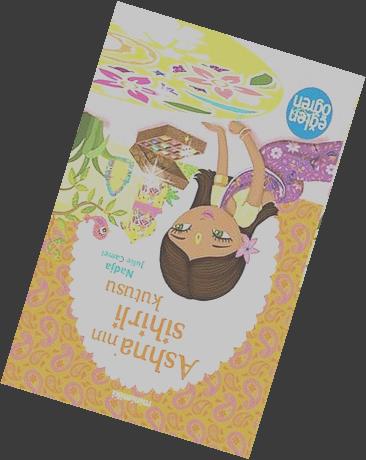 Ashna'nın
sihirli
kutusu
Nadja
Julie Camel
eğlen
öğren